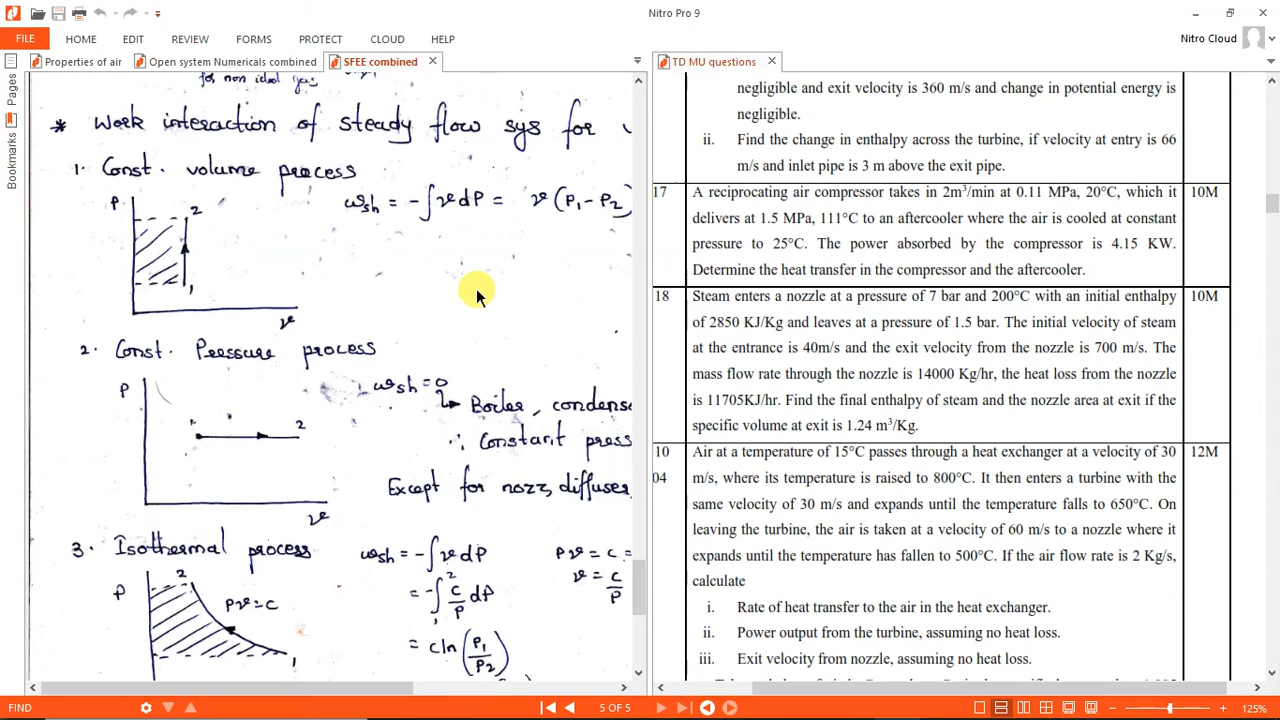 Nitro Pro 9
FILE
HOME
EDIT
REVIEW
FORMS
PROTECT
CLOUD
HELP
Nitro Cloud
Properties of air
Open system Numericals combined
SFEE combined
TD MU questions
Pages
Bookmarks
for non ideal gas
* Work interaction of steady flow sys for
1. Const. volume process
P
2
1
v
wsh = -∫vdP = v(P1-P2)
2. Const. Pressure process
P
2
v
wsh = 0
Boiler, condense
∴ Constant press
Except for nozz, diffuser,
3. Isothermal process
P
2
Pv=c
1
wsh = -∫vdP
= -∫ c/P dP
= c ln (P1/P2)
Pv = c =
v = c/P
negligible and exit velocity is 360 m/s and change in potential energy is
negligible.
ii. Find the change in enthalpy across the turbine, if velocity at entry is 66
m/s and inlet pipe is 3 m above the exit pipe.
17 A reciprocating air compressor takes in 2m³/min at 0.11 MPa, 20°C, which it 10M
delivers at 1.5 MPa, 111°C to an aftercooler where the air is cooled at constant
pressure to 25°C. The power absorbed by the compressor is 4.15 KW.
Determine the heat transfer in the compressor and the aftercooler.
18 Steam enters a nozzle at a pressure of 7 bar and 200°C with an initial enthalpy 10M
of 2850 KJ/Kg and leaves at a pressure of 1.5 bar. The initial velocity of steam
at the entrance is 40m/s and the exit velocity from the nozzle is 700 m/s. The
mass flow rate through the nozzle is 14000 Kg/hr, the heat loss from the nozzle
is 11705KJ/hr. Find the final enthalpy of steam and the nozzle area at exit if the
specific volume at exit is 1.24 m³/Kg.
10 Air at a temperature of 15°C passes through a heat exchanger at a velocity of 30 12M
04 m/s, where its temperature is raised to 800°C. It then enters a turbine with the
same velocity of 30 m/s and expands until the temperature falls to 650°C. On
leaving the turbine, the air is taken at a velocity of 60 m/s to a nozzle where it
expands until the temperature has fallen to 500°C. If the air flow rate is 2 Kg/s,
calculate
i. Rate of heat transfer to the air in the heat exchanger.
ii. Power output from the turbine, assuming no heat loss.
iii. Exit velocity from nozzle, assuming no heat loss.
FIND
5 OF 5
125%